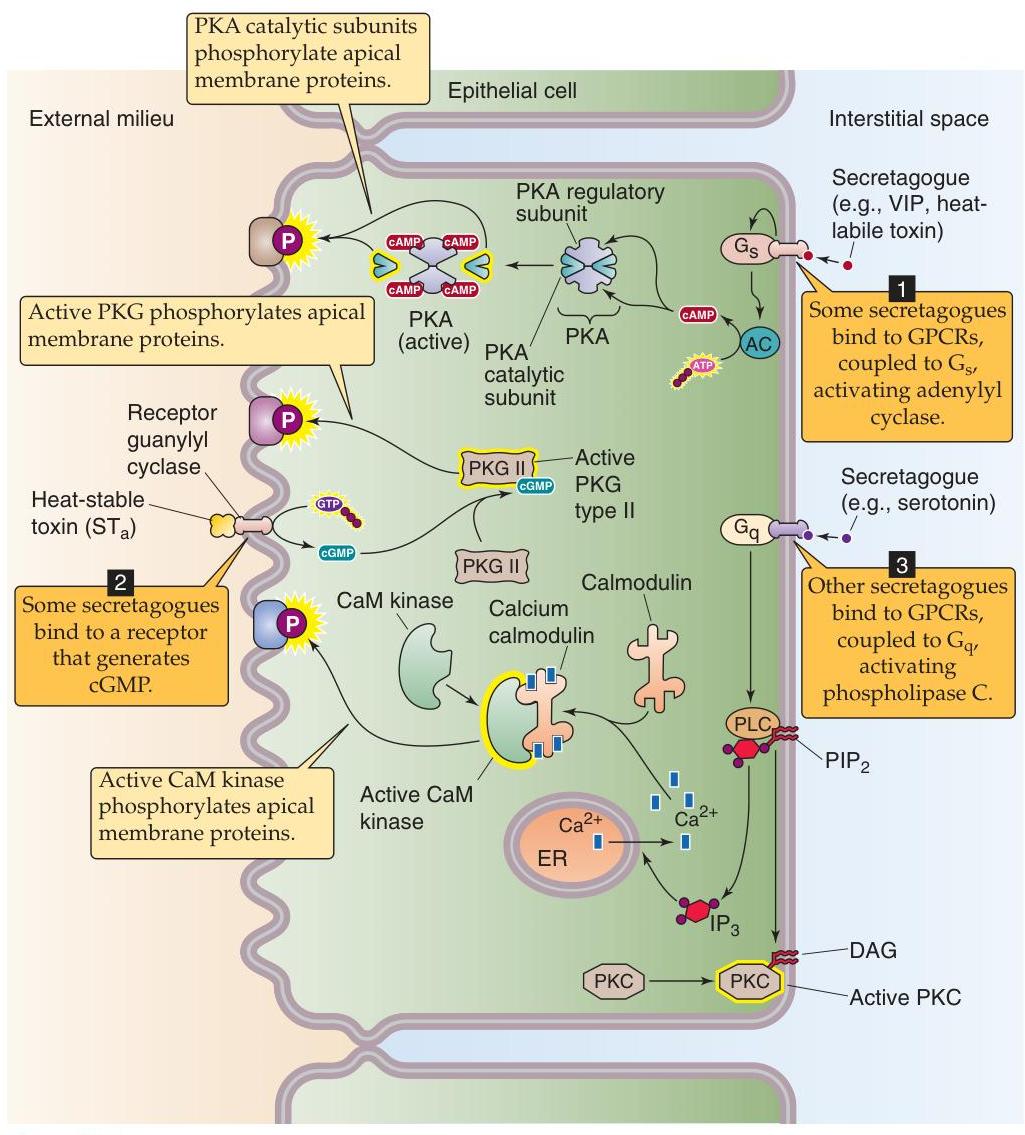 PKA catalytic subunits
phosphorylate apical
membrane proteins.
Epithelial cell
External milieu
Interstitial space
PKA regulatory
subunit
Secretagogue
(e.g., VIP, heat-
labile toxin)
P
cAMP
cAMP
cAMP
cAMP
PKA
(active)
PKA
catalytic
subunit
PKA
cAMP
ATP
Gs
AC
1
Some secretagogues
bind to GPCRs,
coupled to Gs,
activating adenylyl
cyclase.
Active PKG phosphorylates apical
membrane proteins.
P
Receptor
guanylyl
cyclase
Heat-stable
toxin (STa)
GTP
cGMP
PKG II
cGMP
Active
PKG
type II
PKG II
Secretagogue
(e.g., serotonin)
Gq
2
Some secretagogues
bind to a receptor
that generates
cGMP.
3
Other secretagogues
bind to GPCRs,
coupled to Gq,
activating
phospholipase C.
P
CaM kinase
Calcium
calmodulin
Calmodulin
Active CaM kinase
phosphorylates apical
membrane proteins.
Active CaM
kinase
PLC
PIP2
Ca2+
Ca2+
ER
IP3
DAG
PKC
PKC
Active PKC